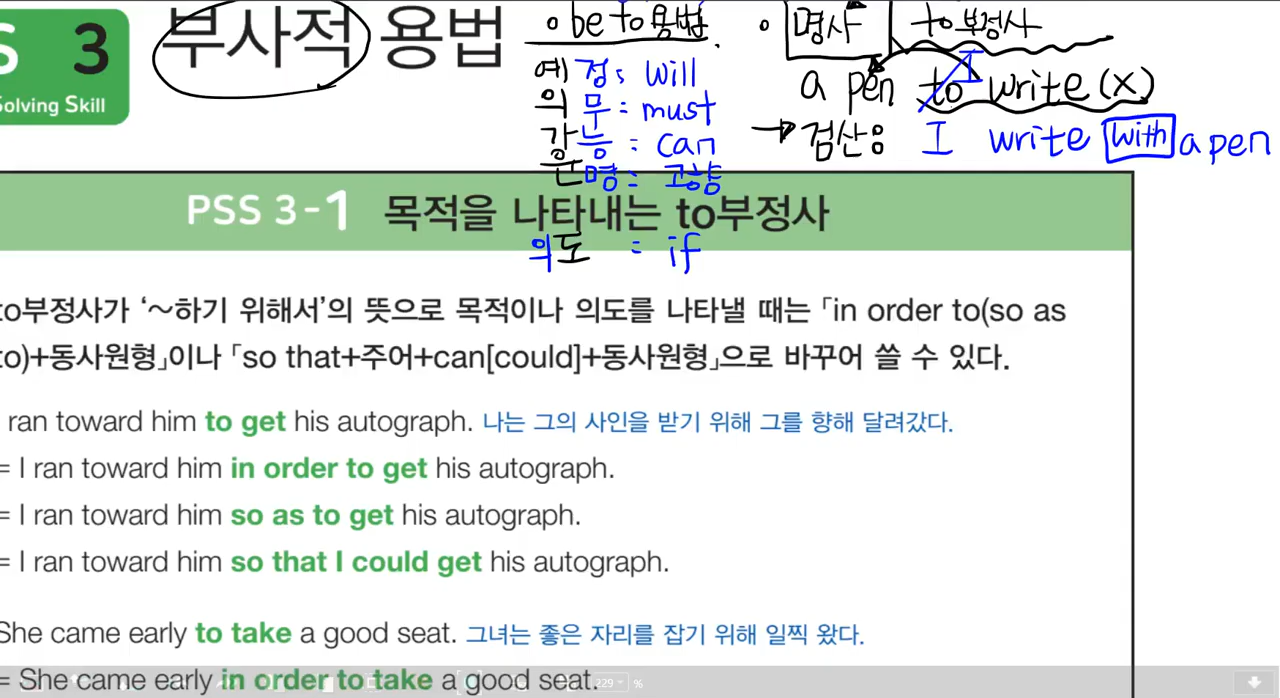 S 3 부사적 용법
Solving Skill
• be to용법
예정: will
의무: must
강능: can
운명: 고향
의도 = if
• 명사 to부정사
a pen to write (X)
→ 검산: I write with a pen
PSS 3-1 목적을 나타내는 to부정사
to부정사가 ‘~하기 위해서’의 뜻으로 목적이나 의도를 나타낼 때는 「in order to(so as
to)+동사원형」이나 「so that+주어+can[could]+동사원형」으로 바꾸어 쓸 수 있다.
ran toward him to get his autograph. 나는 그의 사인을 받기 위해 그를 향해 달려갔다.
= I ran toward him in order to get his autograph.
= I ran toward him so as to get his autograph.
= I ran toward him so that I could get his autograph.
She came early to take a good seat. 그녀는 좋은 자리를 잡기 위해 일찍 왔다.
= She came early in order to take a good seat.
229 %